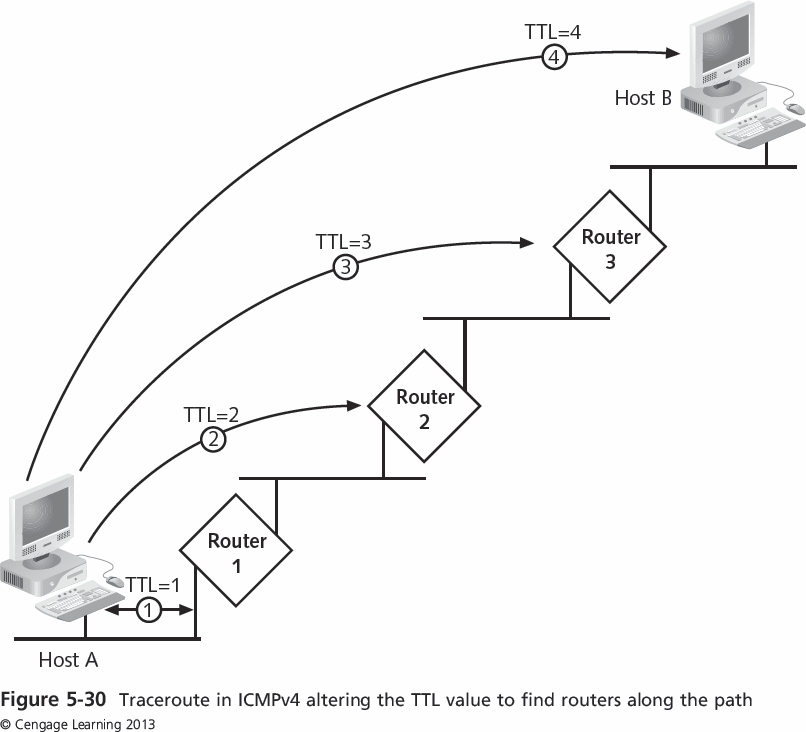 TTL=4
4
Host B
TTL=3
3
Router
3
TTL=2
2
Router
2
Router
1
TTL=1
1
Host A
Figure 5-30 Traceroute in ICMPv4 altering the TTL value to find routers along the path
© Cengage Learning 2013